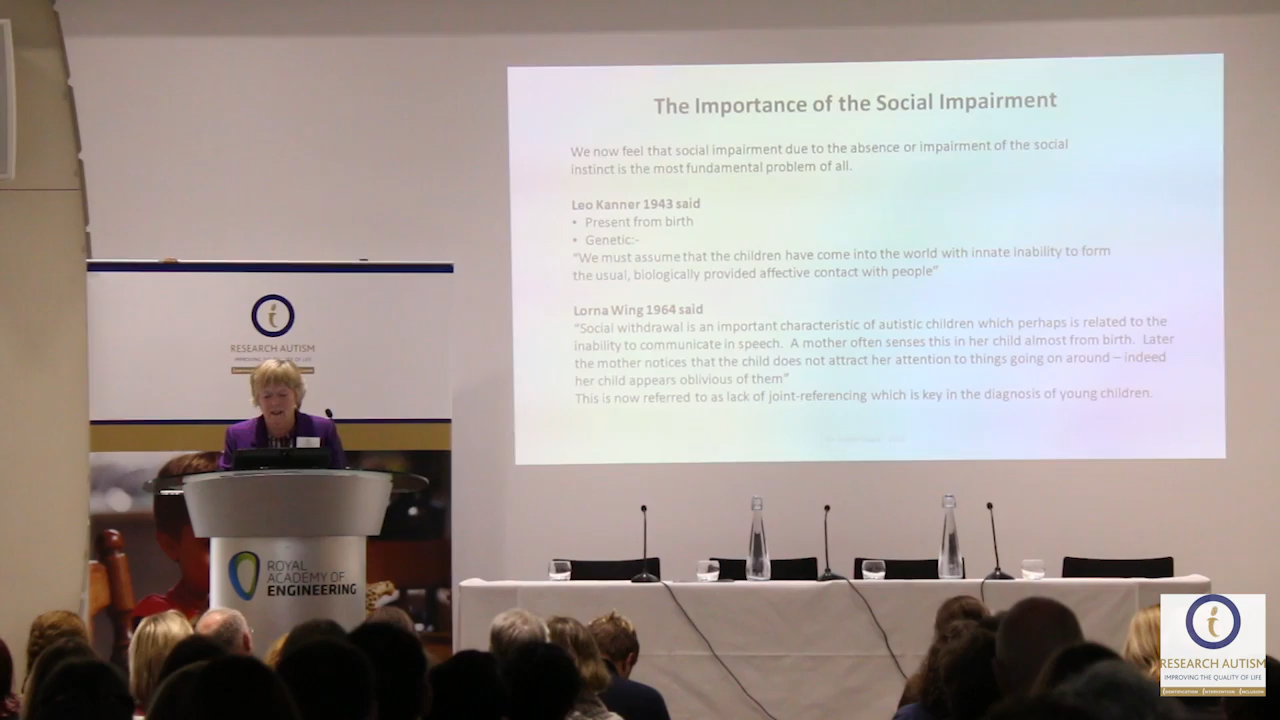 The Importance of the Social Impairment
We now feel that social impairment due to the absence or impairment of the social
instinct is the most fundamental problem of all.
Leo Kanner 1943 said
• Present from birth
• Genetic:-
"We must assume that the children have come into the world with innate inability to form
the usual, biologically provided affective contact with people"
Lorna Wing 1964 said
"Social withdrawal is an important characteristic of autistic children which perhaps is related to the
inability to communicate in speech. A mother often senses this in her child almost from birth. Later
the mother notices that the child does not attract her attention to things going on around – indeed
her child appears oblivious of them"
This is now referred to as lack of joint-referencing which is key in the diagnosis of young children.
RESEARCH AUTISM
IMPROVING THE QUALITY OF LIFE
ROYAL
ACADEMY OF
ENGINEERING
RESEARCH AUTISM
IMPROVING THE QUALITY OF LIFE